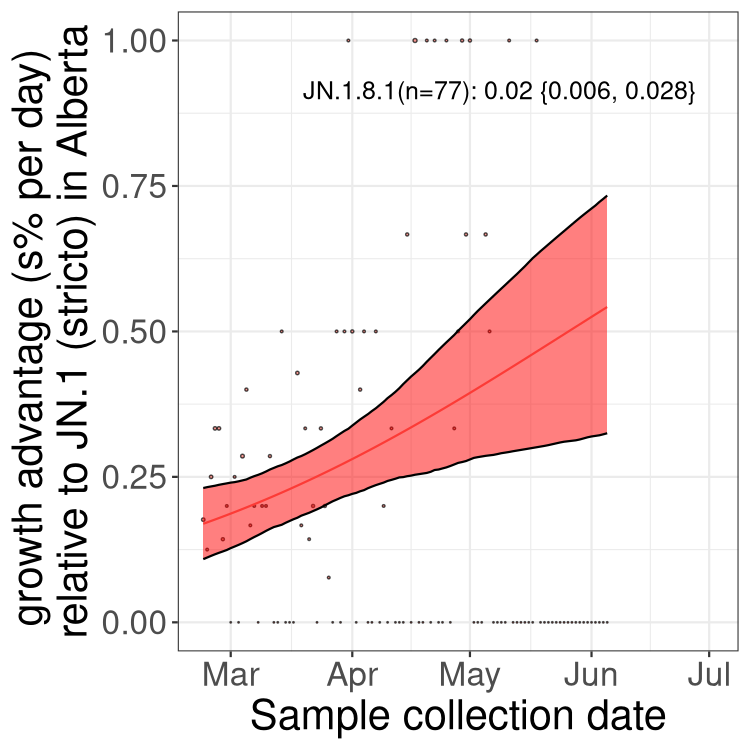 growth advantage (s% per day)
relative to JN.1 (stricto) in Alberta
1.00
0.75
0.50
0.25
0.00
JN.1.8.1(n=77): 0.02 {0.006, 0.028}
Mar Apr May Jun Jul
Sample collection date